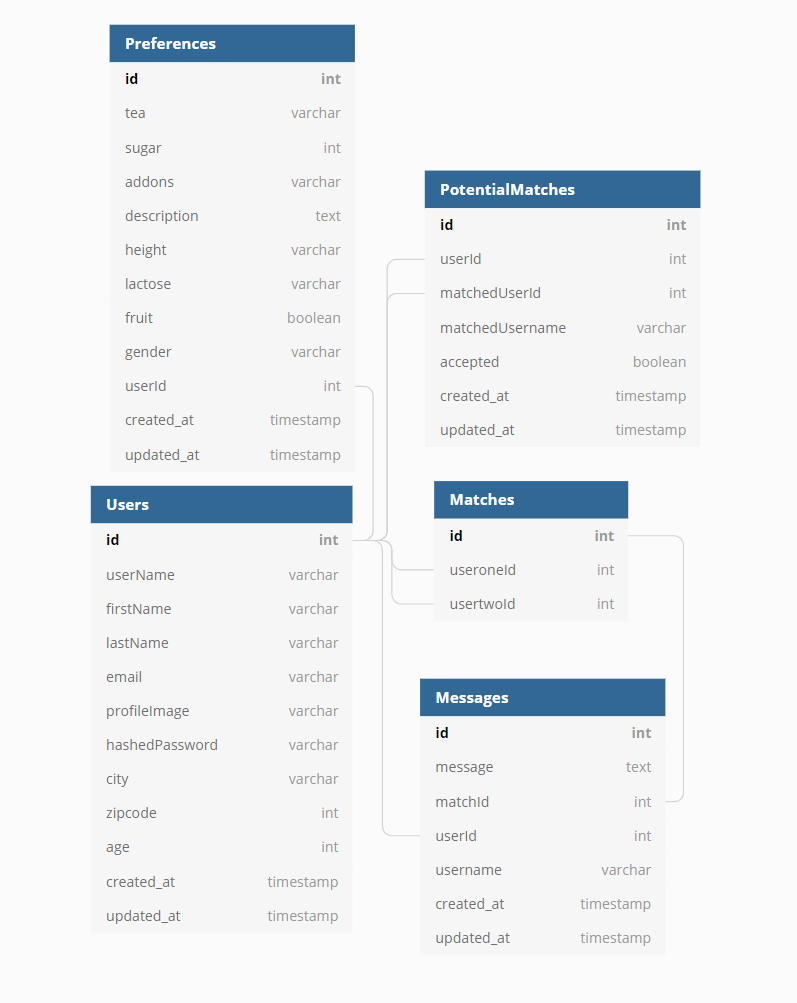 Preferences
id int
tea varchar
sugar int
addons varchar
description text
height varchar
lactose varchar
fruit boolean
gender varchar
userId int
created_at timestamp
updated_at timestamp
Users
id int
userName varchar
firstName varchar
lastName varchar
email varchar
profileImage varchar
hashedPassword varchar
city varchar
zipcode int
age int
created_at timestamp
updated_at timestamp
PotentialMatches
id int
userId int
matchedUserId int
matchedUsername varchar
accepted boolean
created_at timestamp
updated_at timestamp
Matches
id int
useroneId int
usertwoId int
Messages
id int
message text
matchId int
userId int
username varchar
created_at timestamp
updated_at timestamp